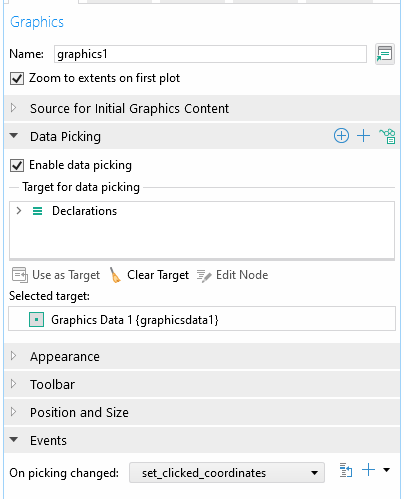 Graphics
Name: graphics1
Zoom to extents on first plot
Source for Initial Graphics Content
Data Picking
Enable data picking
Target for data picking
Declarations
Use as Target Clear Target Edit Node
Selected target:
Graphics Data 1 {graphicsdata1}
Appearance
Toolbar
Position and Size
Events
On picking changed: set_clicked_coordinates